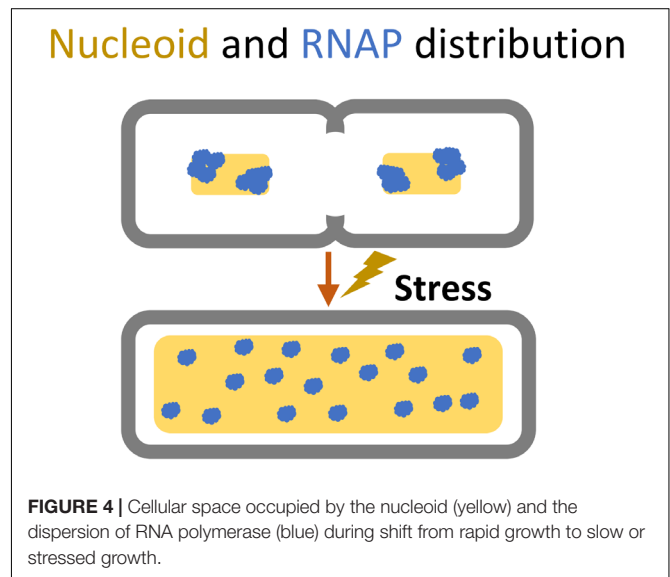 Nucleoid and RNAP distribution
Stress
FIGURE 4 | Cellular space occupied by the nucleoid (yellow) and the
dispersion of RNA polymerase (blue) during shift from rapid growth to slow or
stressed growth.